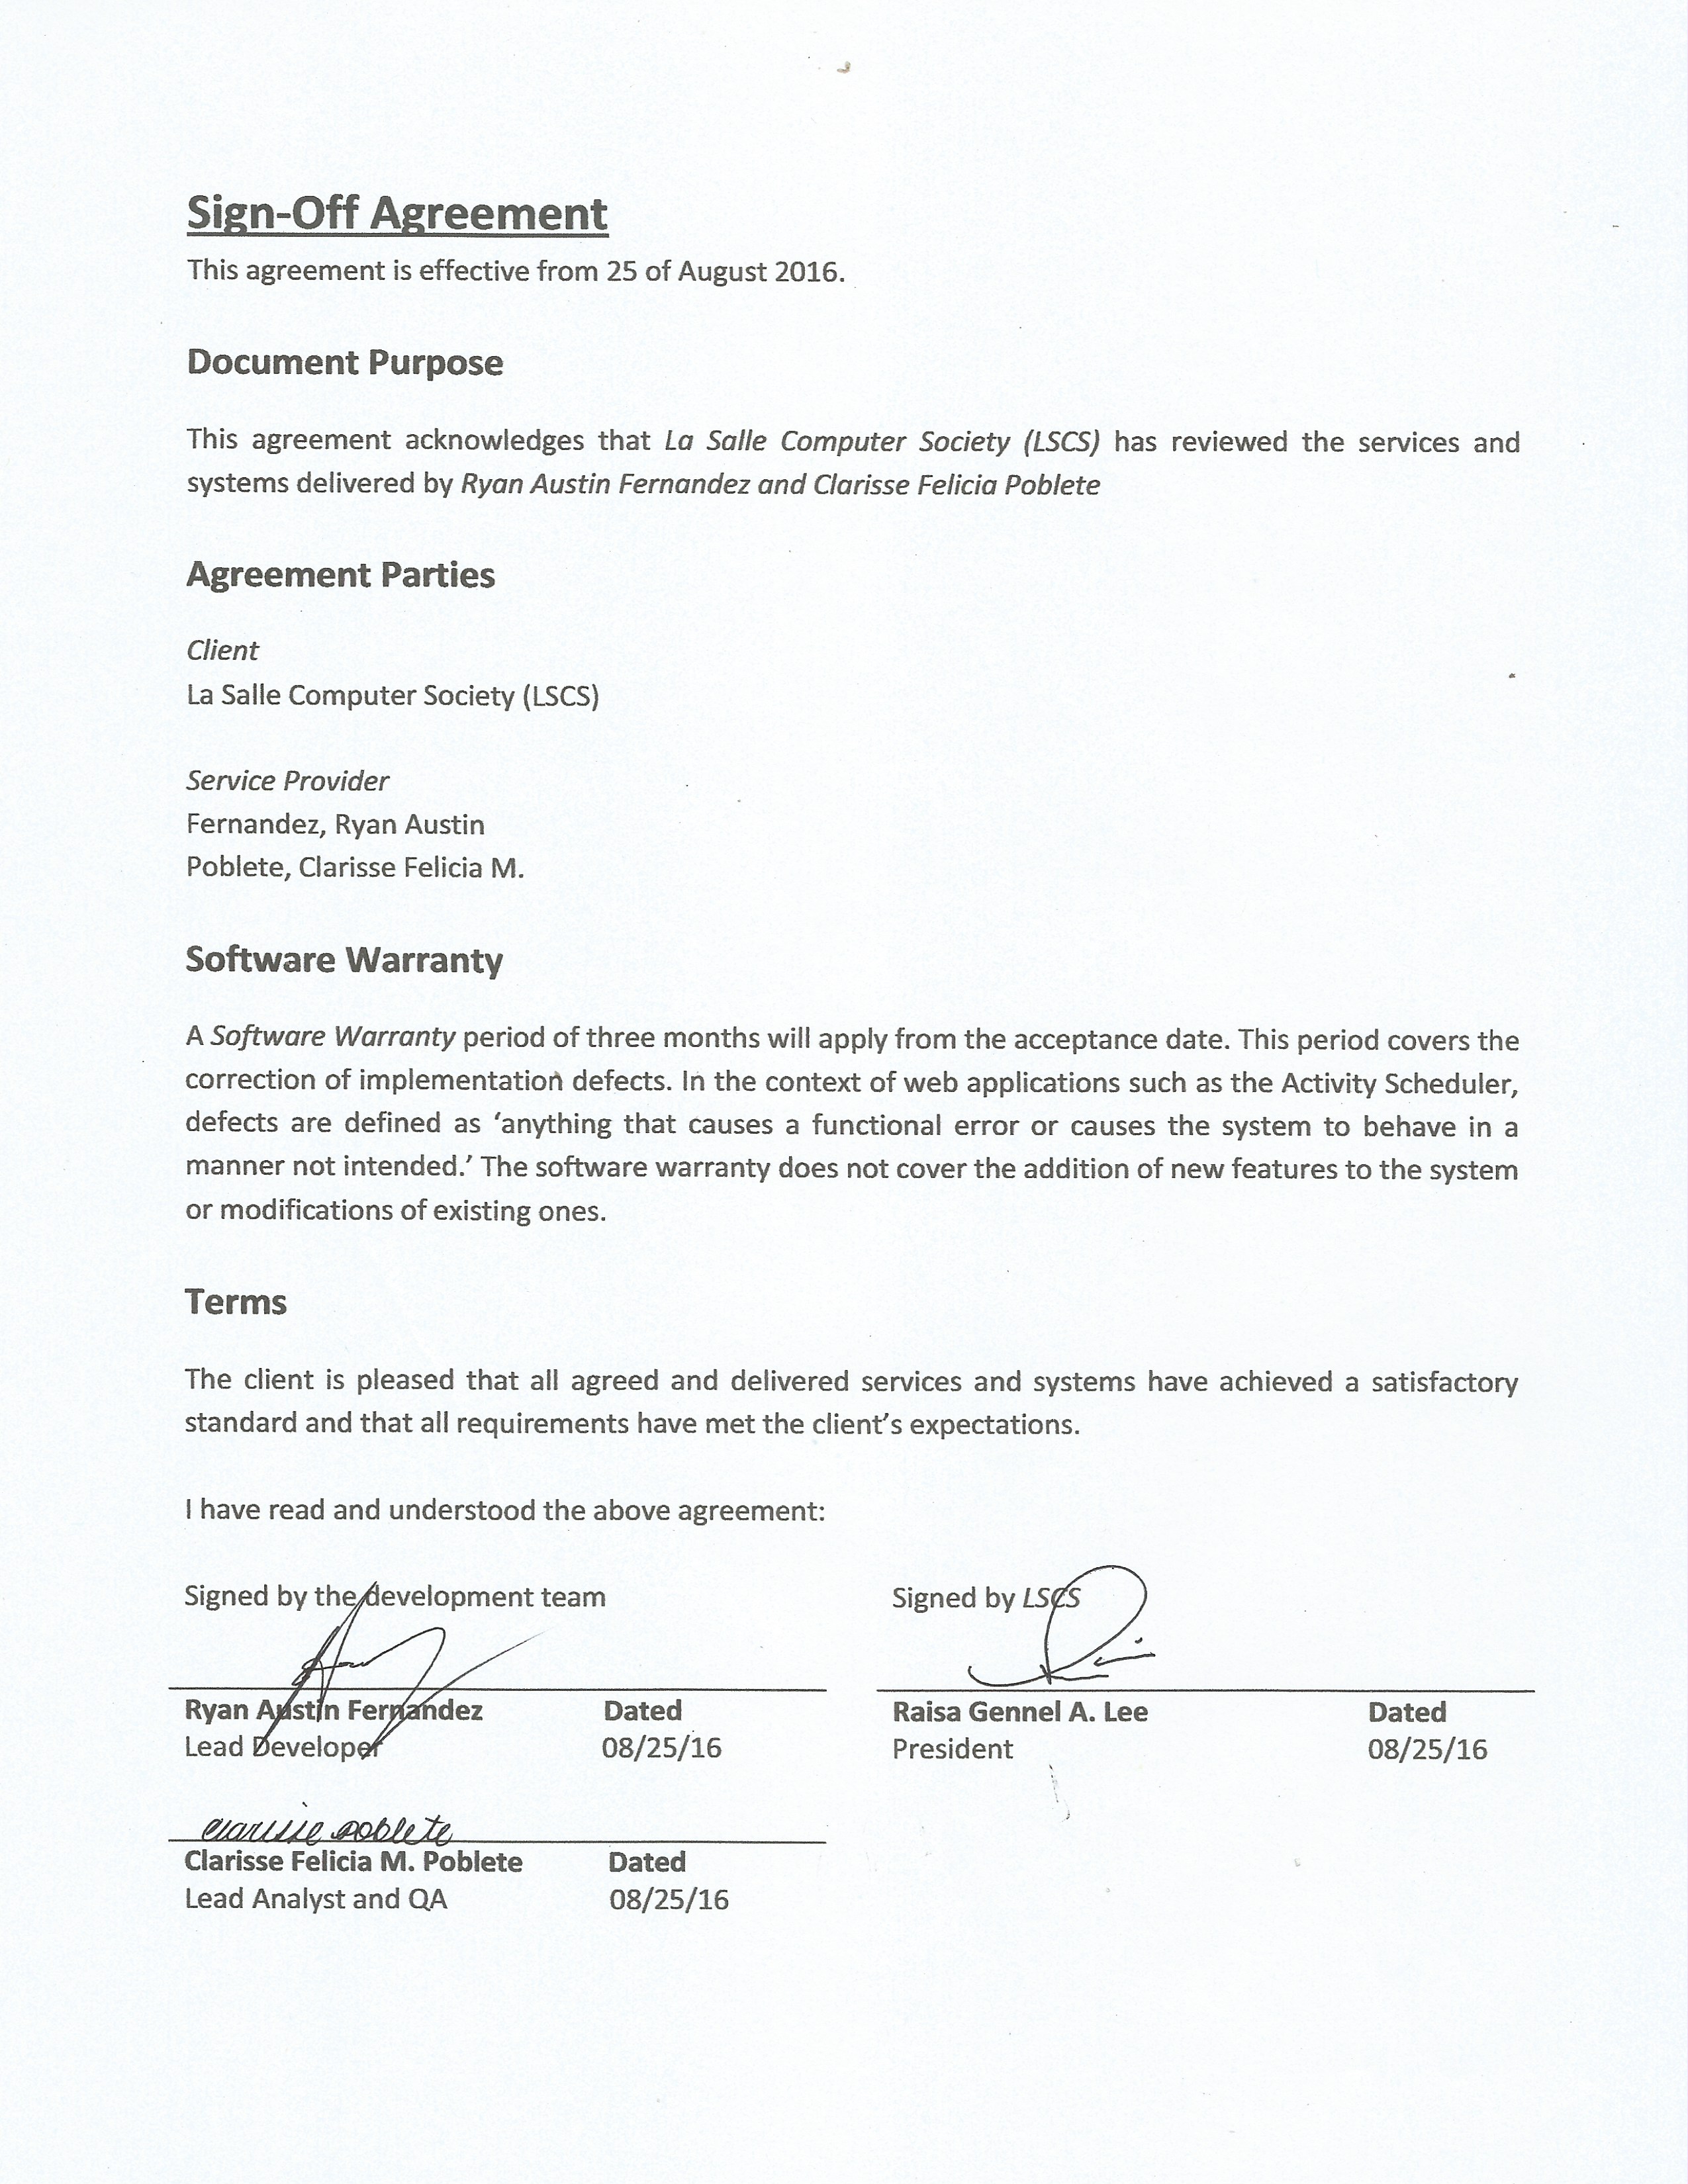 Sign-Off Agreement
This agreement is effective from 25 of August 2016.
Document Purpose
This agreement acknowledges that La Salle Computer Society (LSCS) has reviewed the services and
systems delivered by Ryan Austin Fernandez and Clarisse Felicia Poblete
Agreement Parties
Client
La Salle Computer Society (LSCS)
Service Provider
Fernandez, Ryan Austin
Poblete, Clarisse Felicia M.
Software Warranty
A Software Warranty period of three months will apply from the acceptance date. This period covers the
correction of implementation defects. In the context of web applications such as the Activity Scheduler,
defects are defined as ‘anything that causes a functional error or causes the system to behave in a
manner not intended.’ The software warranty does not cover the addition of new features to the system
or modifications of existing ones.
Terms
The client is pleased that all agreed and delivered services and systems have achieved a satisfactory
standard and that all requirements have met the client’s expectations.
I have read and understood the above agreement:
Signed by the development team Signed by LSCS
Ryan Austin Fernandez Dated Raisa Gennel A. Lee Dated
Lead Developer 08/25/16 President 08/25/16
clarisse poblete
Clarisse Felicia M. Poblete Dated
Lead Analyst and QA 08/25/16